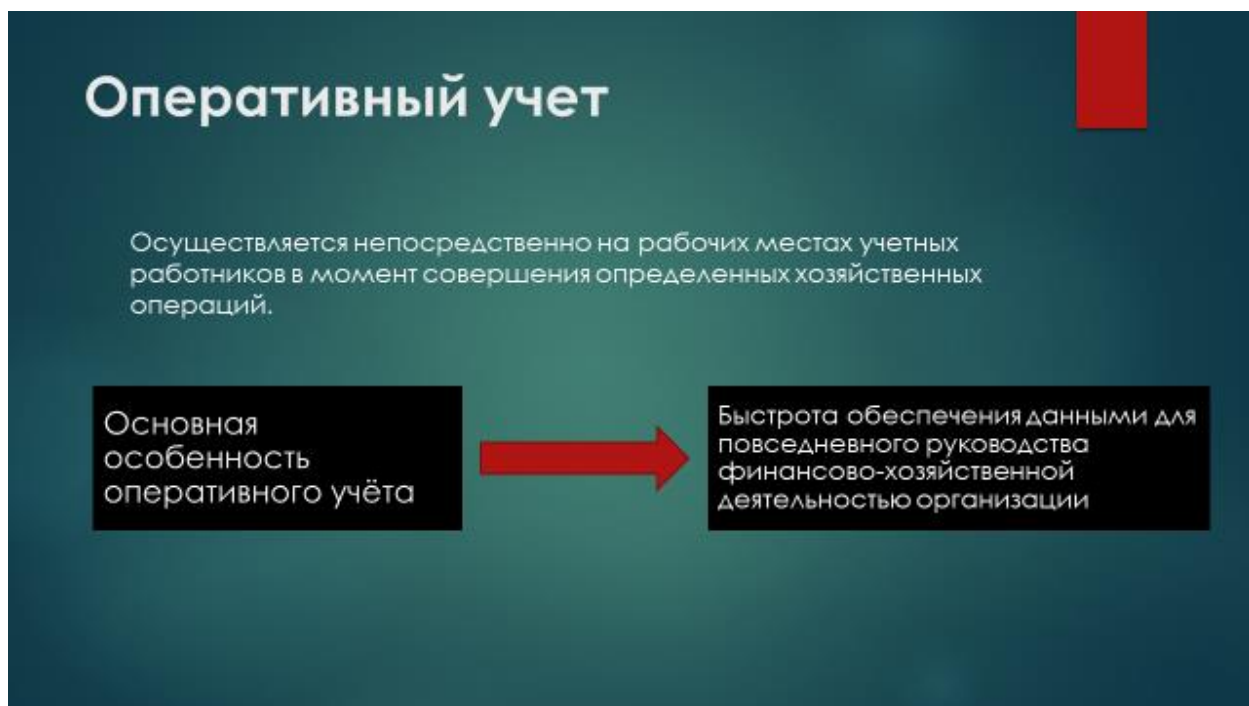 Оперативный учет
Осуществляется непосредственно на рабочих местах учетных
работников в момент совершения определенных хозяйственных
операций.
Основная
особенность
оперативного учёта
Быстрота обеспечения данными для
повседневного руководства
финансово-хозяйственной
деятельностью организации